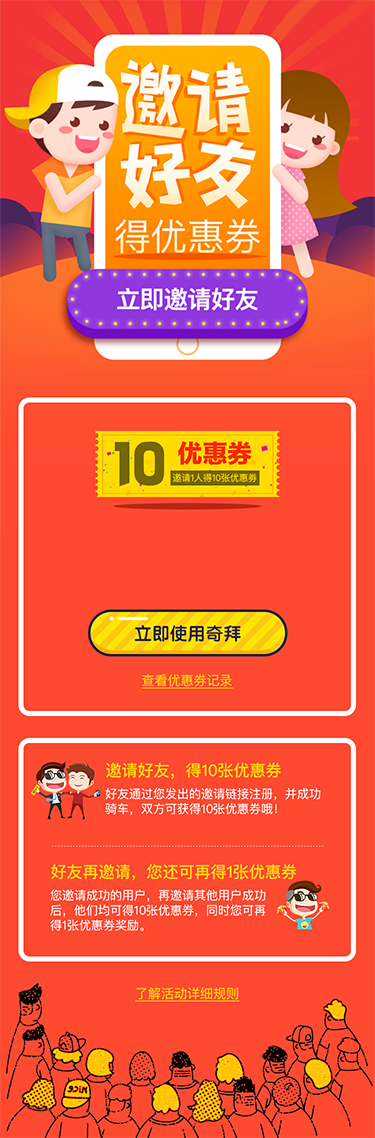 邀请
好友
得优惠券
立即邀请好友
10
优惠券
邀请1人得10张优惠券
立即使用奇拜
查看优惠券记录
邀请好友，得10张优惠券
好友通过您发出的邀请链接注册，并成功
骑车，双方可获得10张优惠券哦！
好友再邀请，您还可再得1张优惠券
您邀请成功的用户，再邀请其他用户成功
后，他们均可得10张优惠券，同时您可再
得1张优惠券奖励。
了解活动详细规则